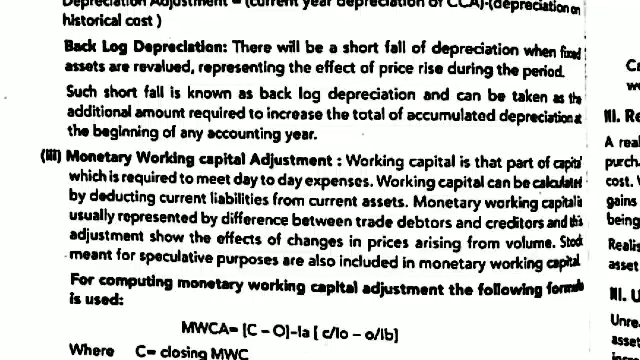 Depreciation Adjustment = (current year depreciation of CCA)-(depreciation on
historical cost )
Back Log Depreciation: There will be a short fall of depreciation when fixed
assets are revalued, representing the effect of price rise during the period.
Such short fall is known as back log depreciation and can be taken as the
additional amount required to increase the total of accumulated depreciation at
the beginning of any accounting year.
(iii) Monetary Working capital Adjustment : Working capital is that part of capital
which is required to meet day to day expenses. Working capital can be calculated
by deducting current liabilities from current assets. Monetary working capital is
usually represented by difference between trade debtors and creditors and this
adjustment show the effects of changes in prices arising from volume. Stock
meant for speculative purposes are also included in monetary working capital.
For computing monetary working capital adjustment the following formula
is used:
MWCA= [C – O]-Ia [ c/Io – o/Ib]
Where C= closing MWC
III. Re
A real
purch
cost.
gains
being
Realis
asset
III. U
Unre
asset